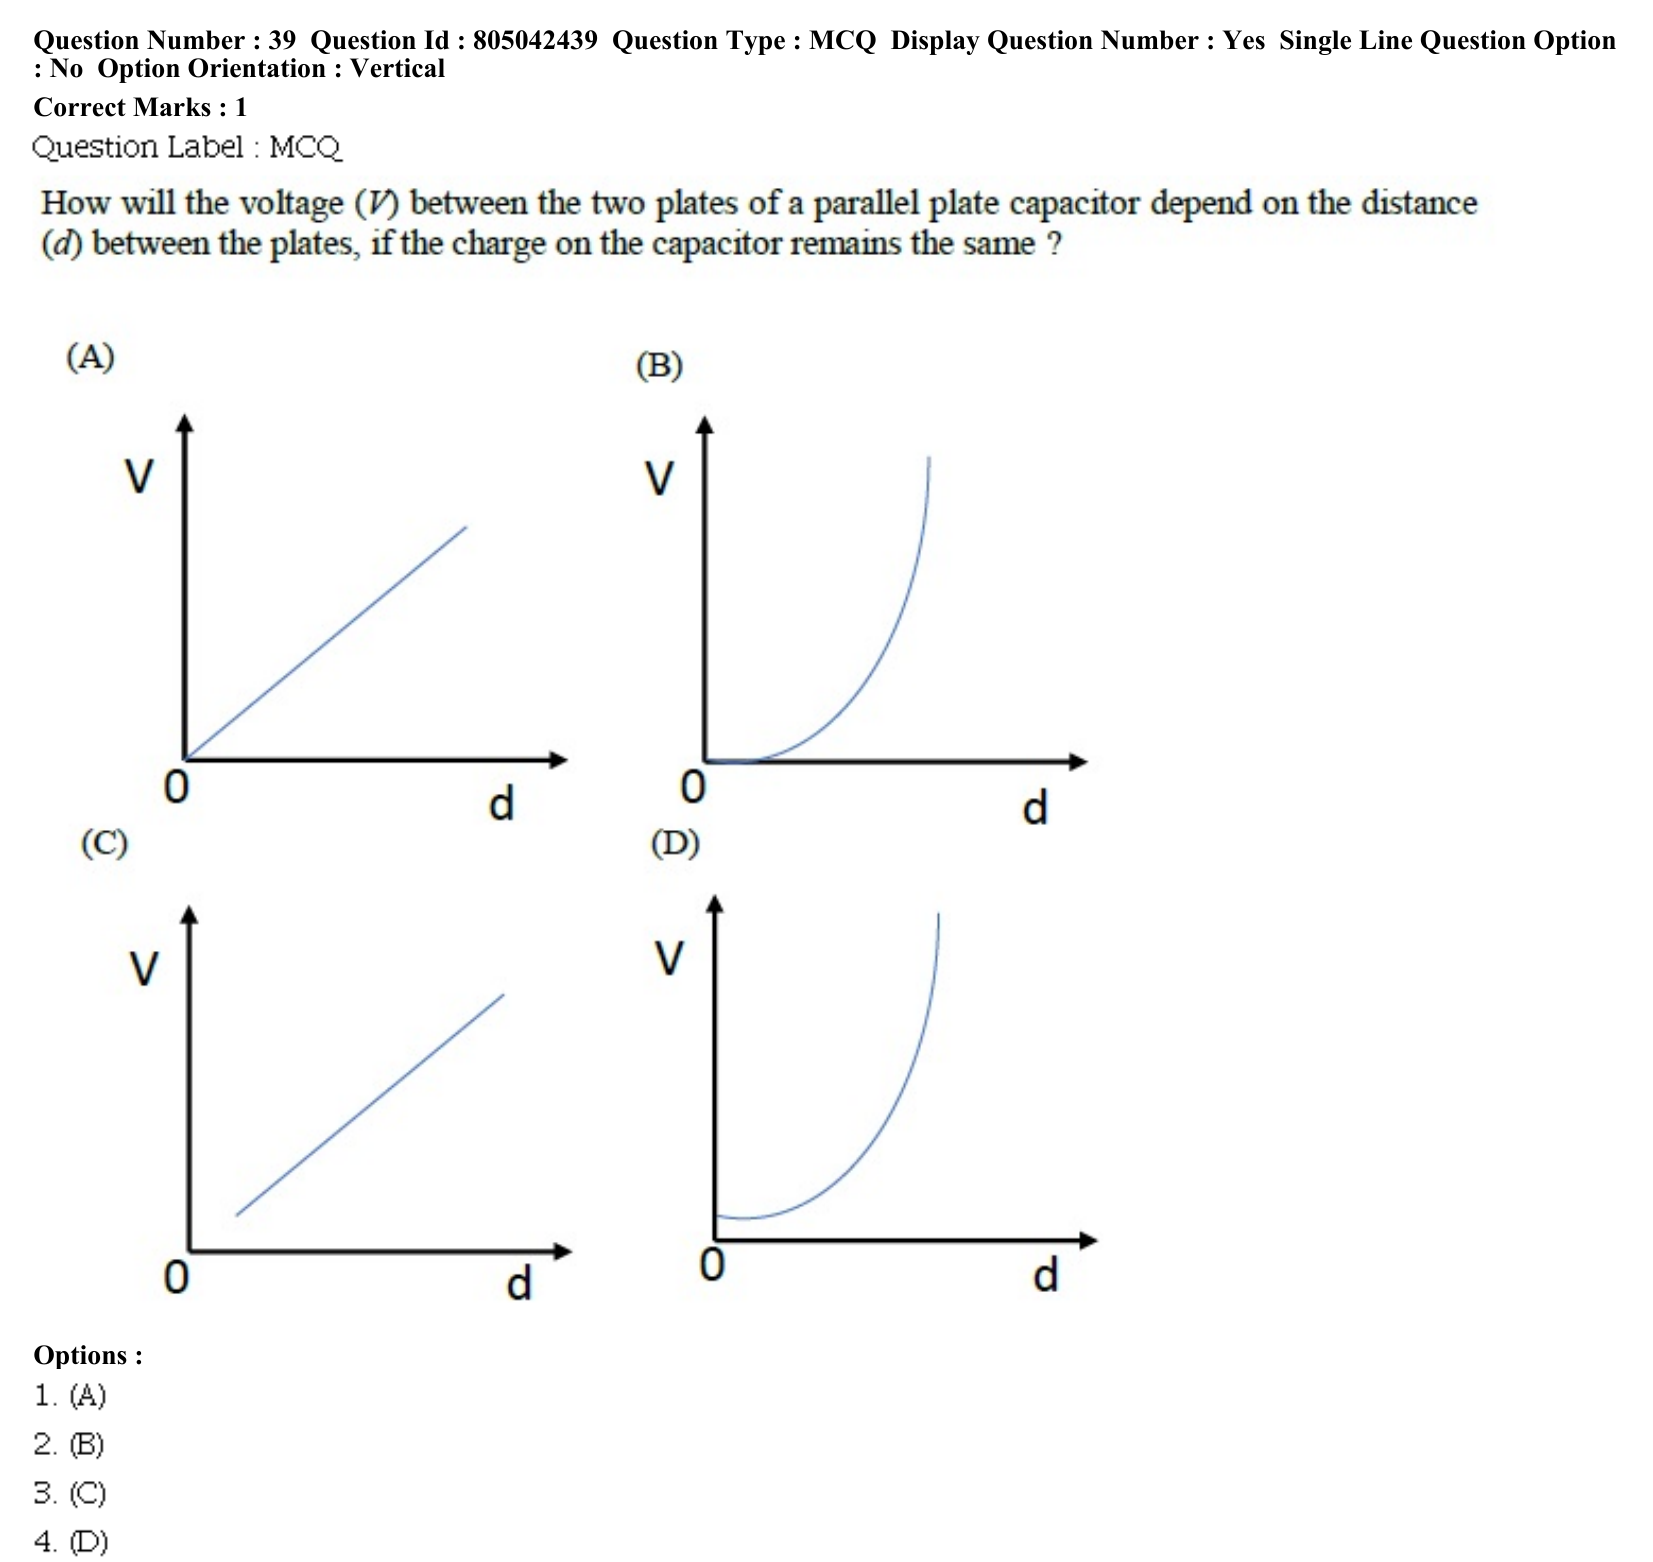 Question Number : 39 Question Id : 805042439 Question Type : MCQ Display Question Number : Yes Single Line Question Option
: No Option Orientation : Vertical
Correct Marks : 1
Question Label : MCQ
How will the voltage (V) between the two plates of a parallel plate capacitor depend on the distance
(d) between the plates, if the charge on the capacitor remains the same ?
(A)
(B)
V
V
0
d
0
d
(C)
(D)
V
V
0
d
0
d
Options :
1. (A)
2. (B)
3. (C)
4. (D)